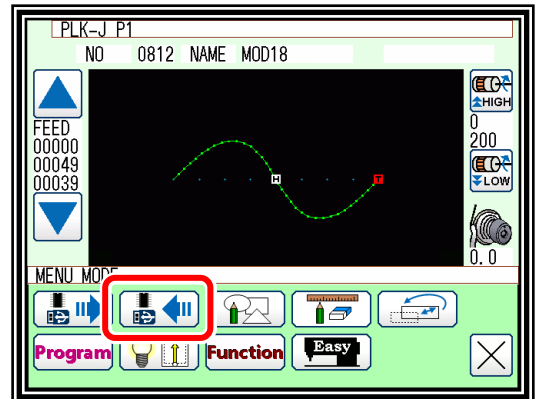 PLK-J P1
NO 0812 NAME MOD18
HIGH
FEED 0
00000 200
00049
00039 LOW
H T
0.0
MENU MODE
Program Function Easy